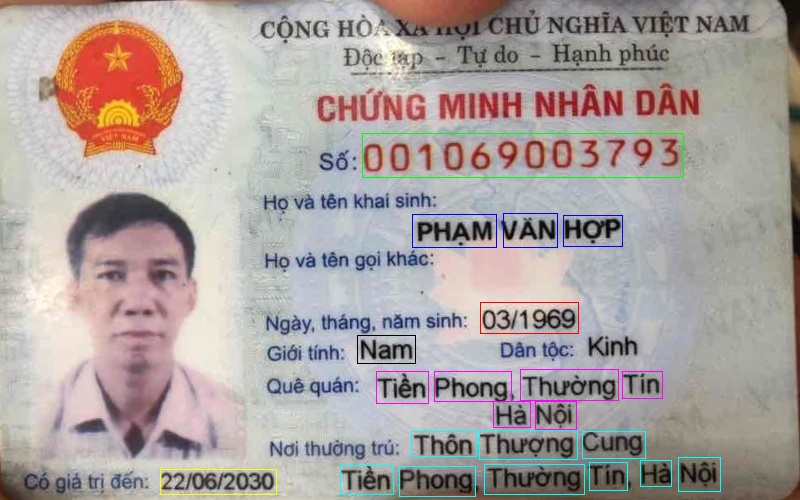 CỘNG HÒA XÃ HỘI CHỦ NGHĨA VIỆT NAM
Độc lập - Tự do - Hạnh phúc
CHỨNG MINH NHÂN DÂN
Số: 001069003793
Họ và tên khai sinh:
PHẠM VĂN HỢP
Họ và tên gọi khác:
Ngày, tháng, năm sinh: 03/1969
Giới tính: Nam Dân tộc: Kinh
Quê quán: Tiền Phong, Thường Tín
Hà Nội
Nơi thường trú: Thôn Thượng Cung
Có giá trị đến: 22/06/2030 Tiền Phong, Thường Tín, Hà Nội